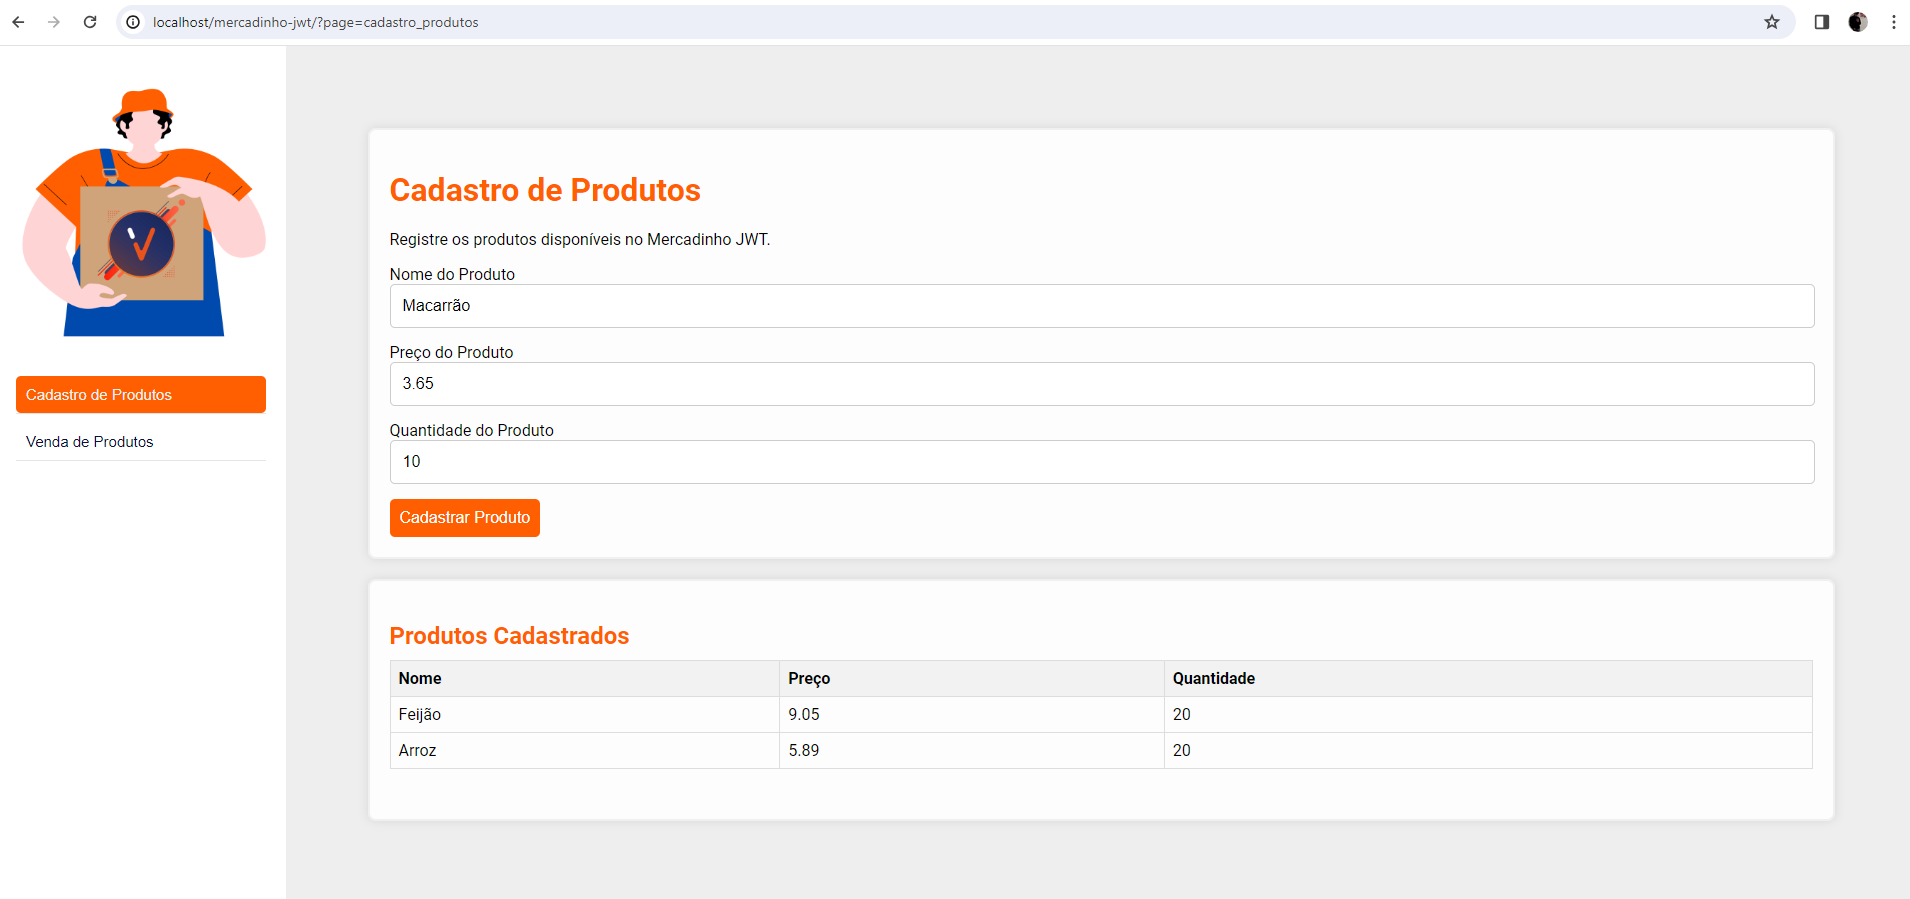 localhost/mercadinho-jwt/?page=cadastro_produtos
Cadastro de Produtos
Venda de Produtos
Cadastro de Produtos
Registre os produtos disponíveis no Mercadinho JWT.
Nome do Produto
Macarrão
Preço do Produto
3.65
Quantidade do Produto
10
Cadastrar Produto
Produtos Cadastrados
Nome Preço Quantidade
Feijão 9.05 20
Arroz 5.89 20